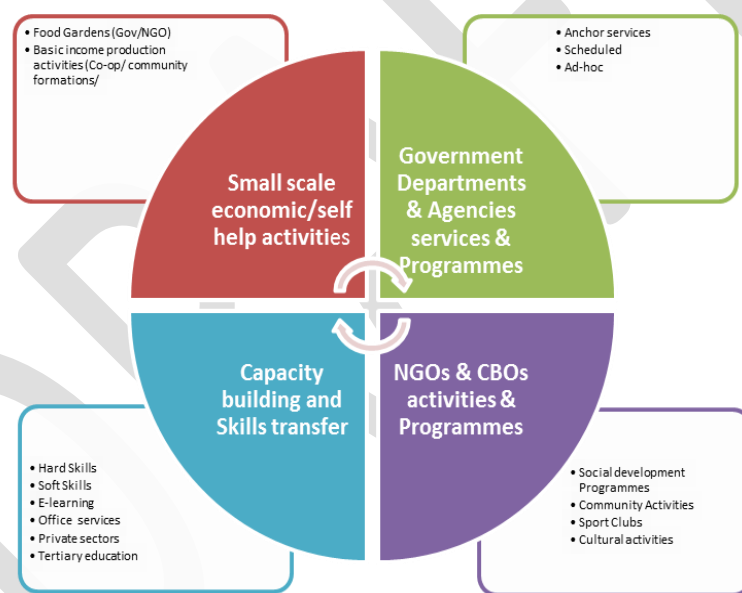 • Food Gardens (Gov/NGO)
• Basic income production
activities (Co-op/ community
formations/
• Anchor services
• Scheduled
• Ad-hoc
Small scale
economic/self
help activities
Government
Departments
& Agencies
services &
Programmes
Capacity
building and
Skills transfer
NGOs & CBOs
activities &
Programmes
• Hard Skills
• Soft Skills
• E-learning
• Office services
• Private sectors
• Tertiary education
• Social development
Programmes
• Community Activities
• Sport Clubs
• Cultural activities